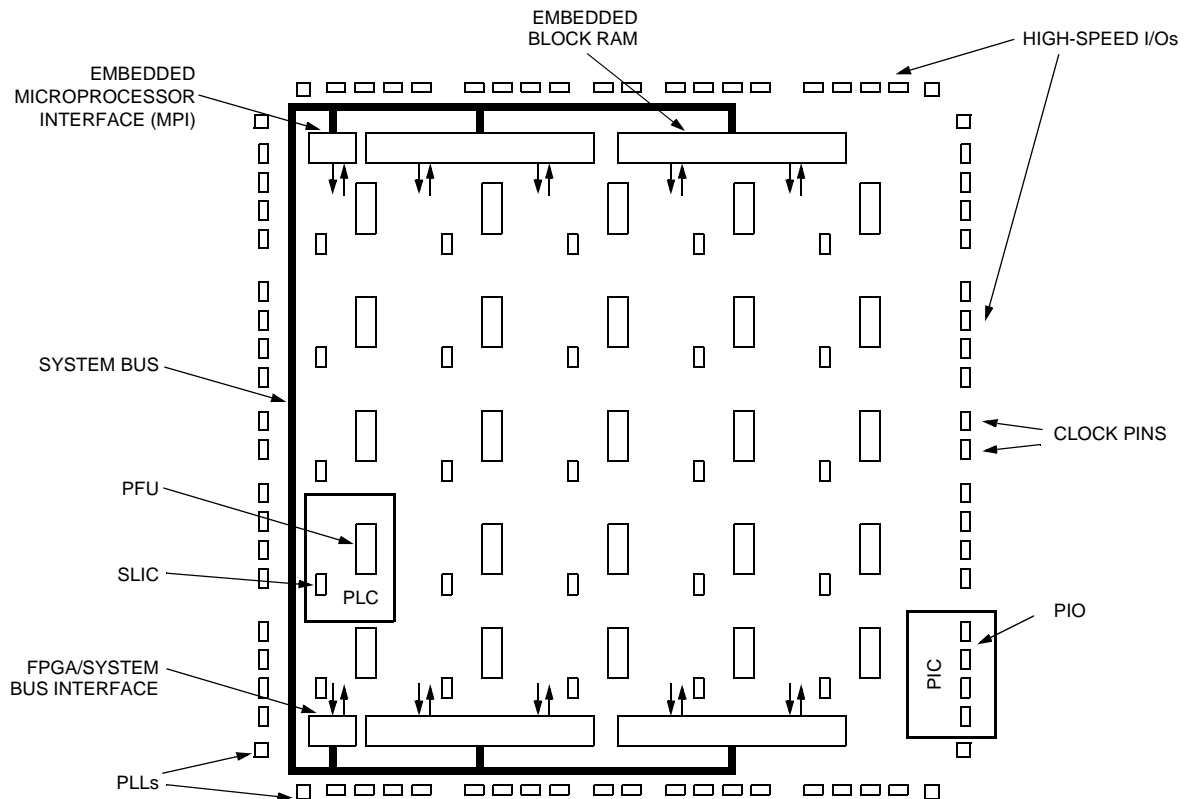 EMBEDDED
BLOCK RAM
HIGH-SPEED I/Os
EMBEDDED
MICROPROCESSOR
INTERFACE (MPI)
SYSTEM BUS
CLOCK PINS
PFU
SLIC
PLC
PIO
PIC
FPGA/SYSTEM
BUS INTERFACE
PLLs